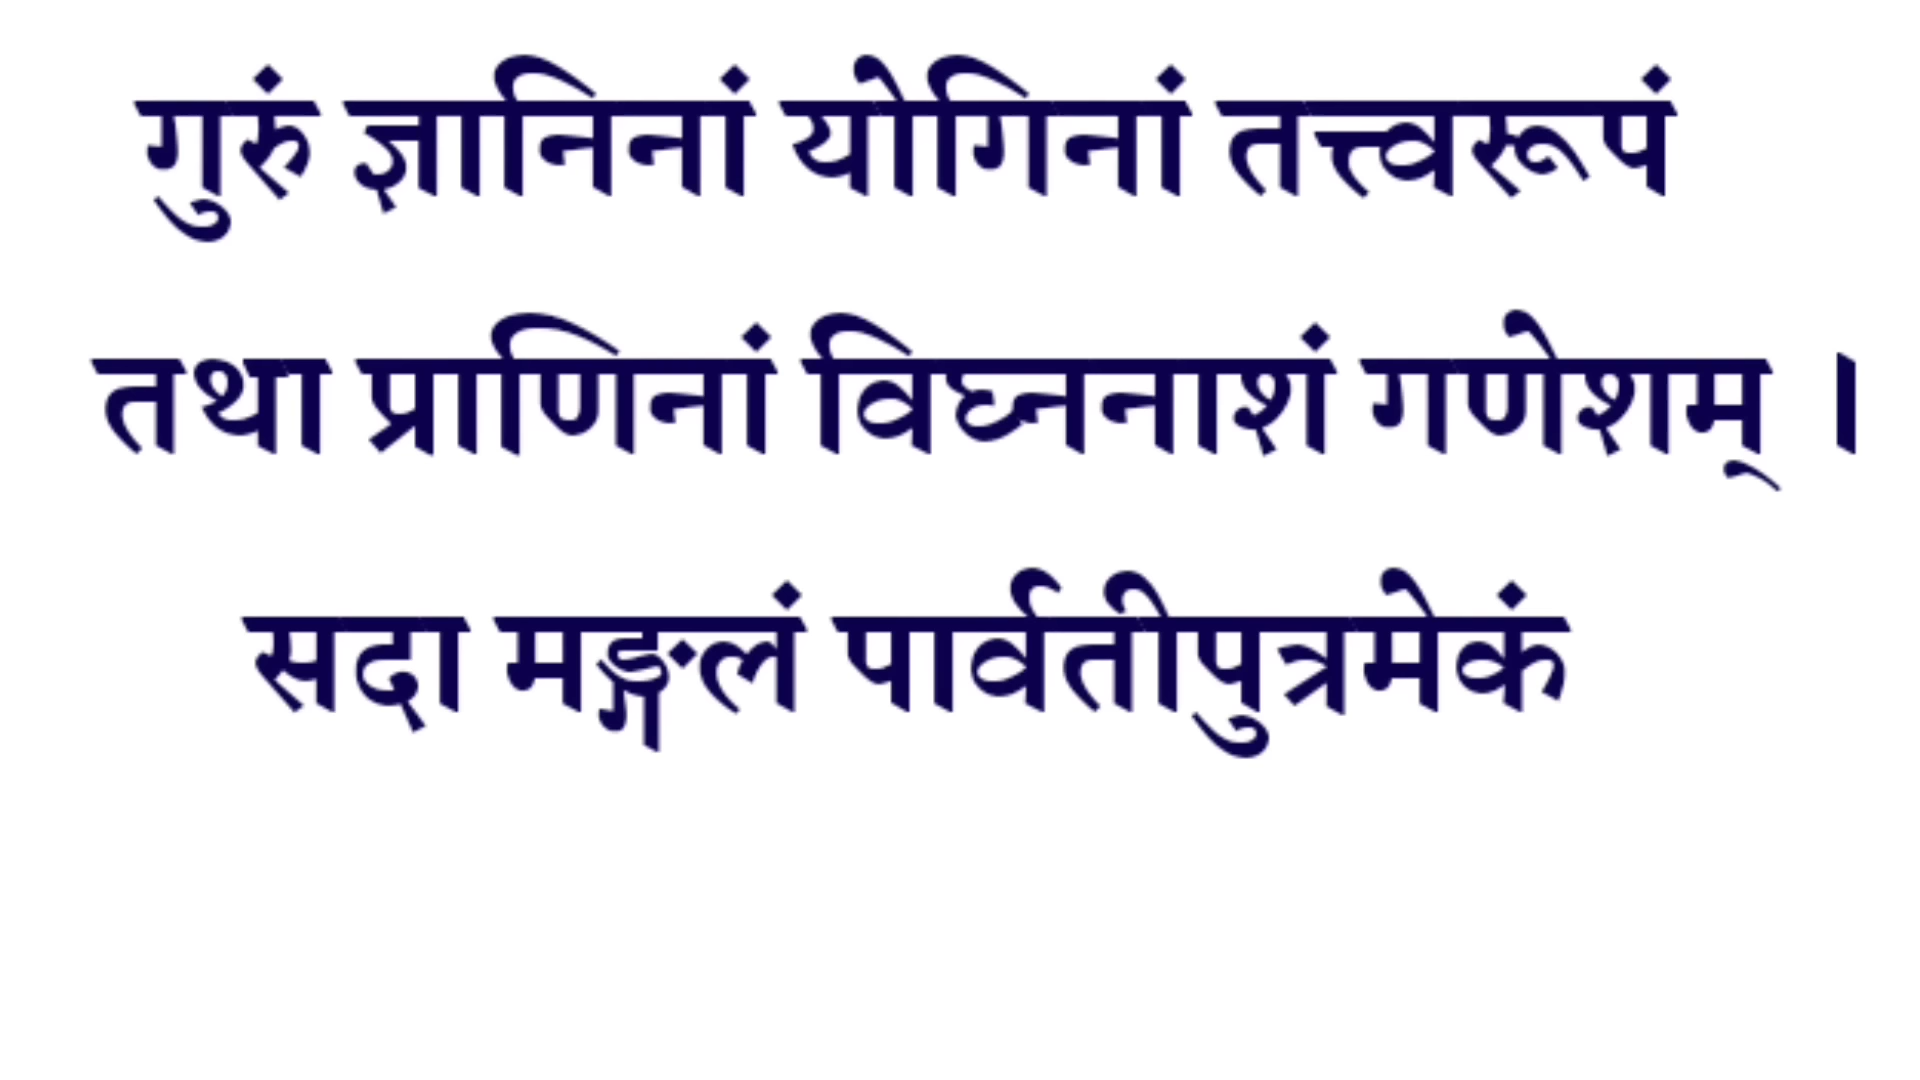 गुरुं ज्ञानिनां योगिनां तत्त्वरूपं
तथा प्राणिनां विघ्ननाशं गणेशम् ।
सदा मङ्गलं पार्वतीपुत्रमेकं